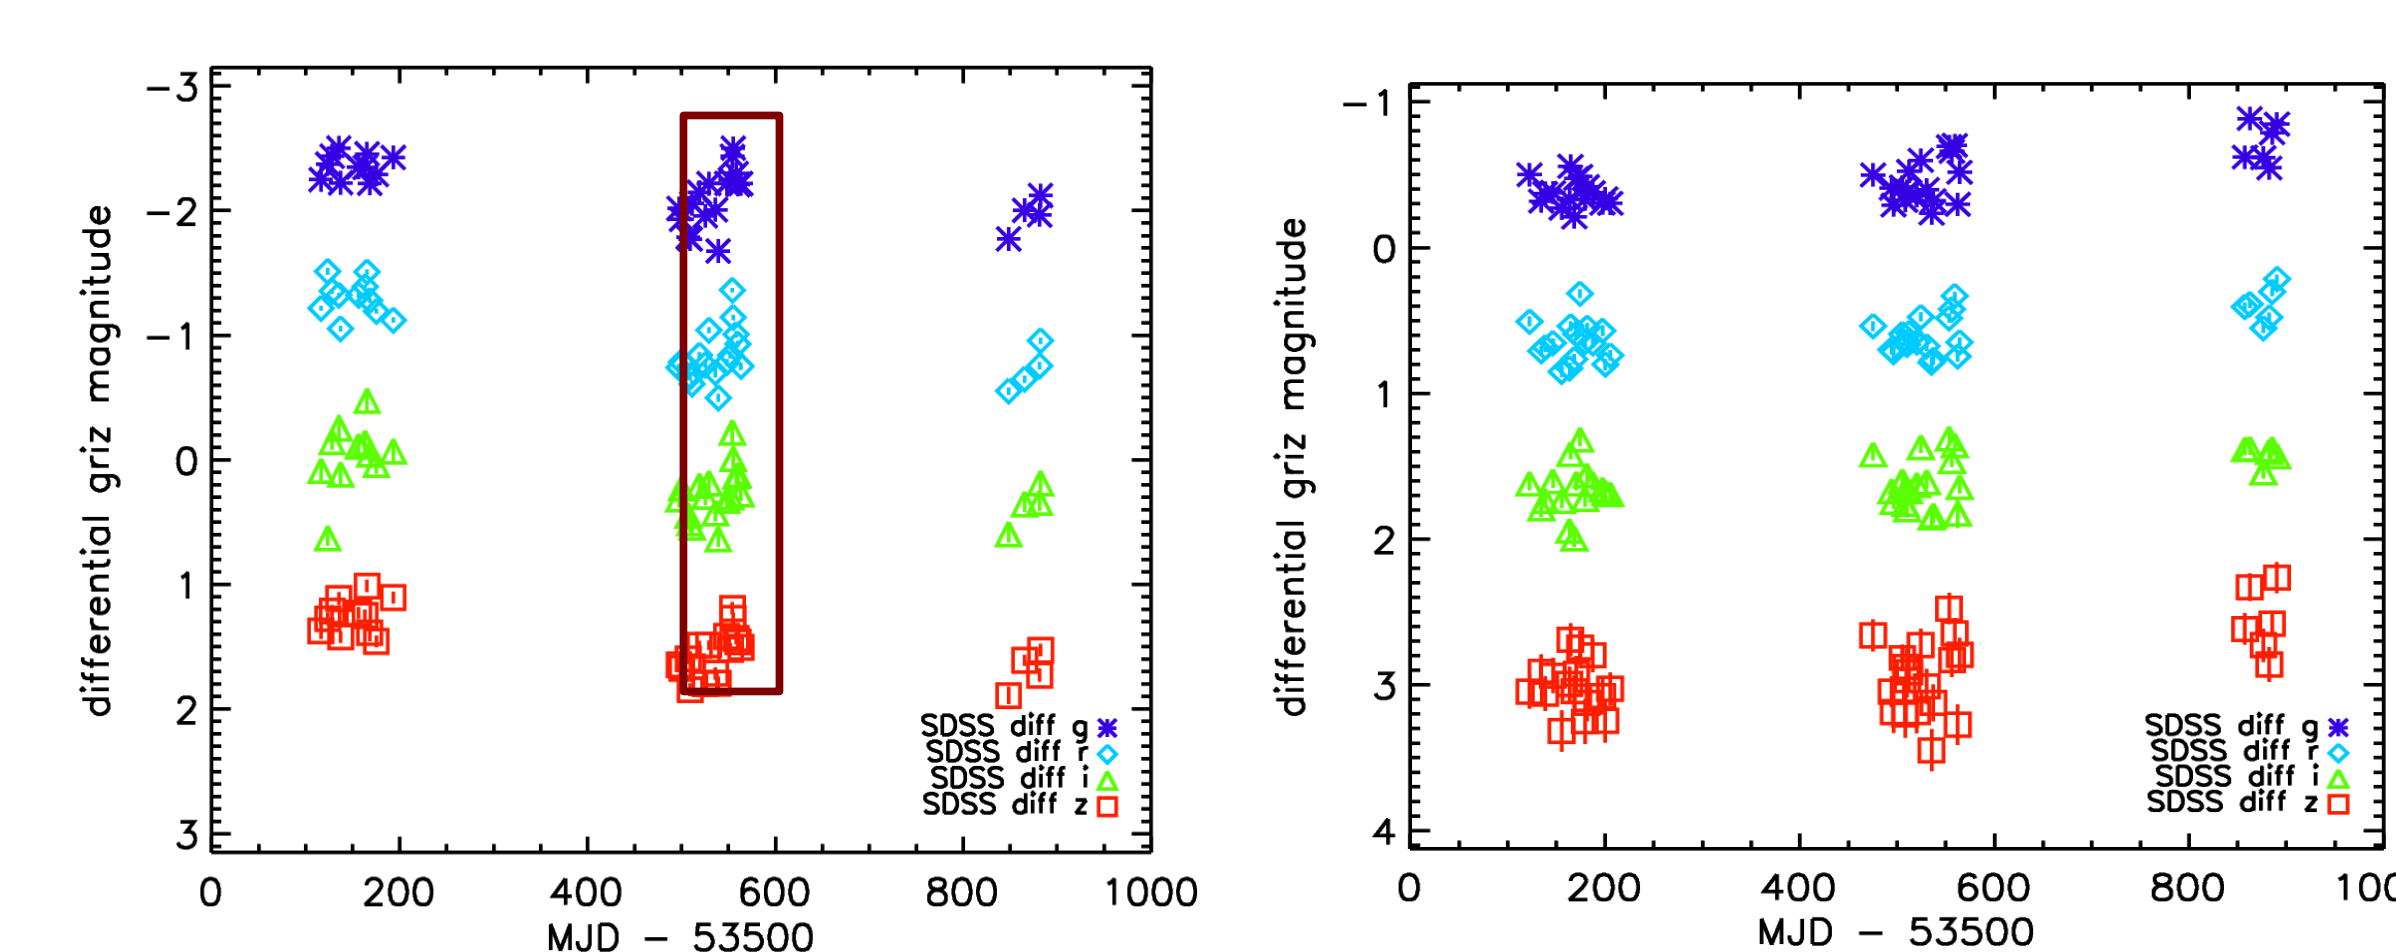 differential griz magnitude
−3
−2
−1
0
1
2
3
SDSS diff g
SDSS diff r
SDSS diff i
SDSS diff z
0 200 400 600 800 1000
MJD − 53500
differential griz magnitude
−1
0
1
2
3
4
SDSS diff g
SDSS diff r
SDSS diff i
SDSS diff z
0 200 400 600 800 100
MJD − 53500